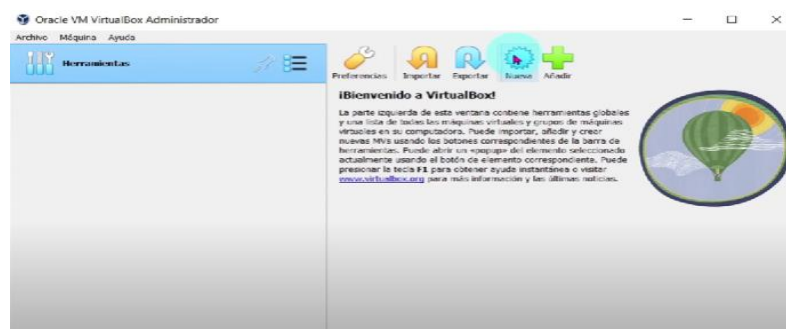 Oracle VM VirtualBox Administrador
Archivo Máquina Ayuda
Herramientas
Preferencias Importar Exportar Nueva Añadir
¡Bienvenido a VirtualBox!
La parte izquierda de esta ventana contiene herramientas globales
y una lista de todas las máquinas virtuales y grupos de máquinas
virtuales en su computadora. Puede importar, añadir y crear
nuevas MVs usando los botones correspondientes de la barra de
herramientas. Puede abrir un «popup» del elemento seleccionado
actualmente usando el botón de elemento correspondiente. Puede
presionar la tecla F1 para obtener ayuda instantánea o visitar
www.virtualbox.org para más información y las últimas noticias.